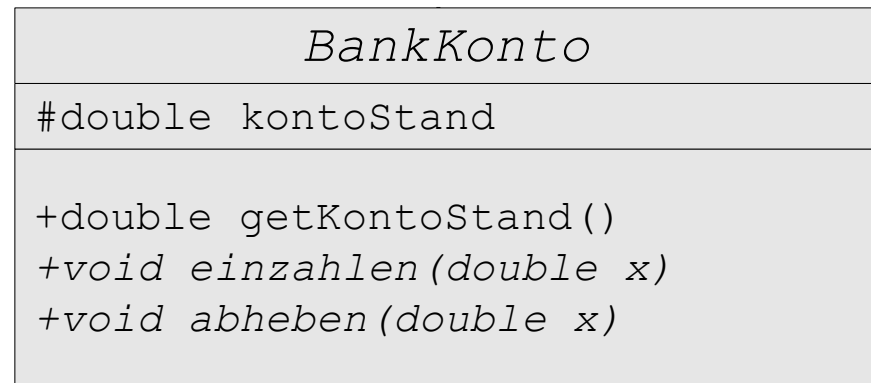 BankKonto
#double kontoStand
+double getKontoStand()
+void einzahlen(double x)
+void abheben(double x)